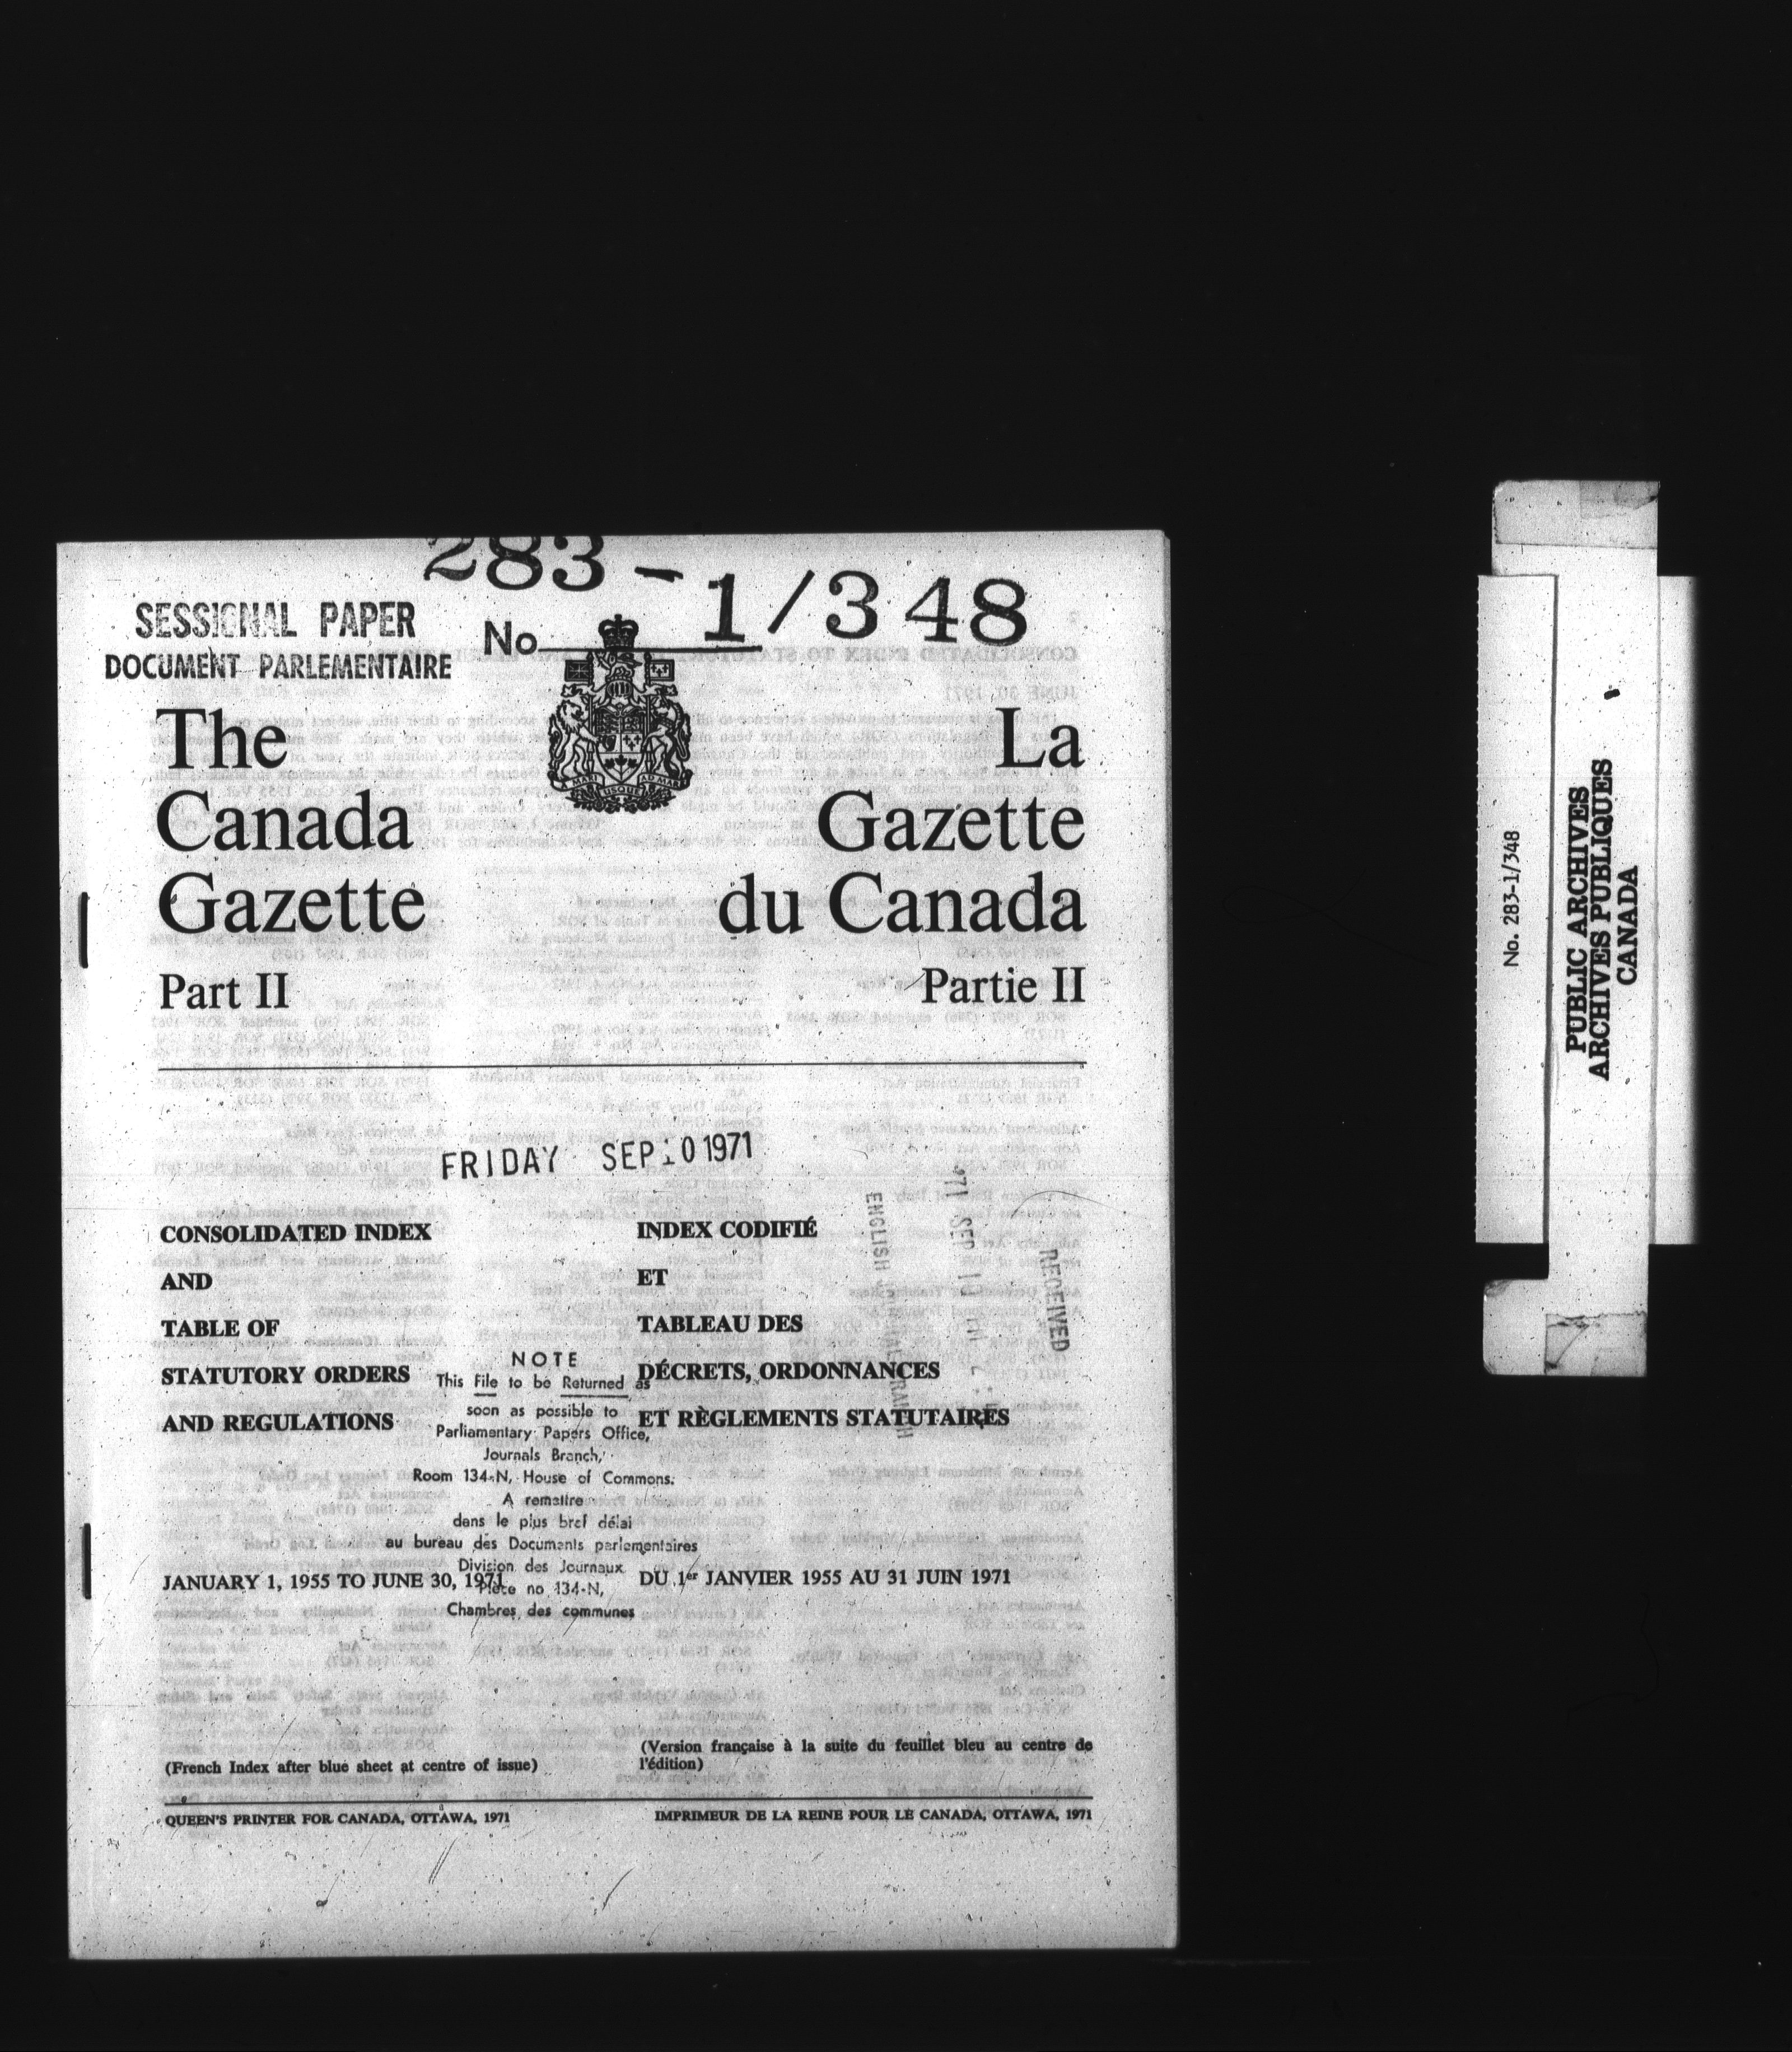 283-1/348
SESSIONAL PAPER
DOCUMENT PARLEMENTAIRE
No
The
Canada
Gazette
Part II
A MARI USQUE AD MARE
La
Gazette
du Canada
Partie II
FRIDAY SEP 10 1971
CONSOLIDATED INDEX
AND
TABLE OF
STATUTORY ORDERS
AND REGULATIONS
JANUARY 1, 1955 TO JUNE 30, 1971
INDEX CODIFIÉ
ET
TABLEAU DES
DÉCRETS, ORDONNANCES
ET RÈGLEMENTS STATUTAIRES
DU 1er JANVIER 1955 AU 31 JUIN 1971
NOTE
This File to be Returned as
soon as possible to
Parliamentary Papers Office,
Journals Branch,
Room 134-N, House of Commons.
A remettre
dans le plus bref délai
au bureau des Documents parlementaires
Division des Journaux
Pièce no 134-N,
Chambres des communes
RECEIVED
'71 SEP
ENGLISH
(French Index after blue sheet at centre of issue)
(Version française à la suite du feuillet bleu au centre de
l'édition)
QUEEN'S PRINTER FOR CANADA, OTTAWA, 1971
IMPRIMEUR DE LA REINE POUR LE CANADA, OTTAWA, 1971
No. 283-1/348
PUBLIC ARCHIVES
ARCHIVES PUBLIQUES
CANADA